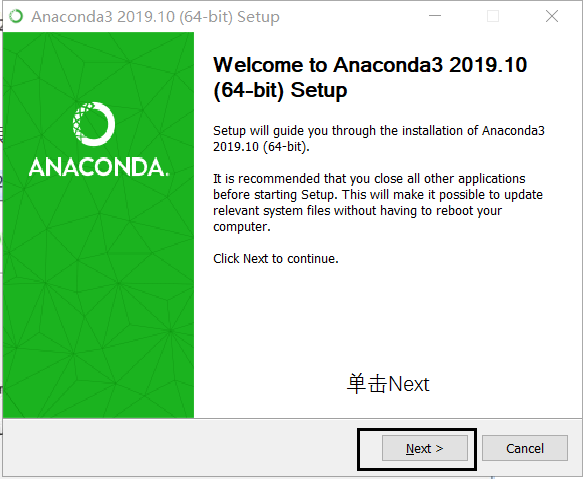 Anaconda3 2019.10 (64-bit) Setup
ANACONDA.
Welcome to Anaconda3 2019.10
(64-bit) Setup
Setup will guide you through the installation of Anaconda3
2019.10 (64-bit).
It is recommended that you close all other applications
before starting Setup. This will make it possible to update
relevant system files without having to reboot your
computer.
Click Next to continue.
单击Next
Next >
Cancel